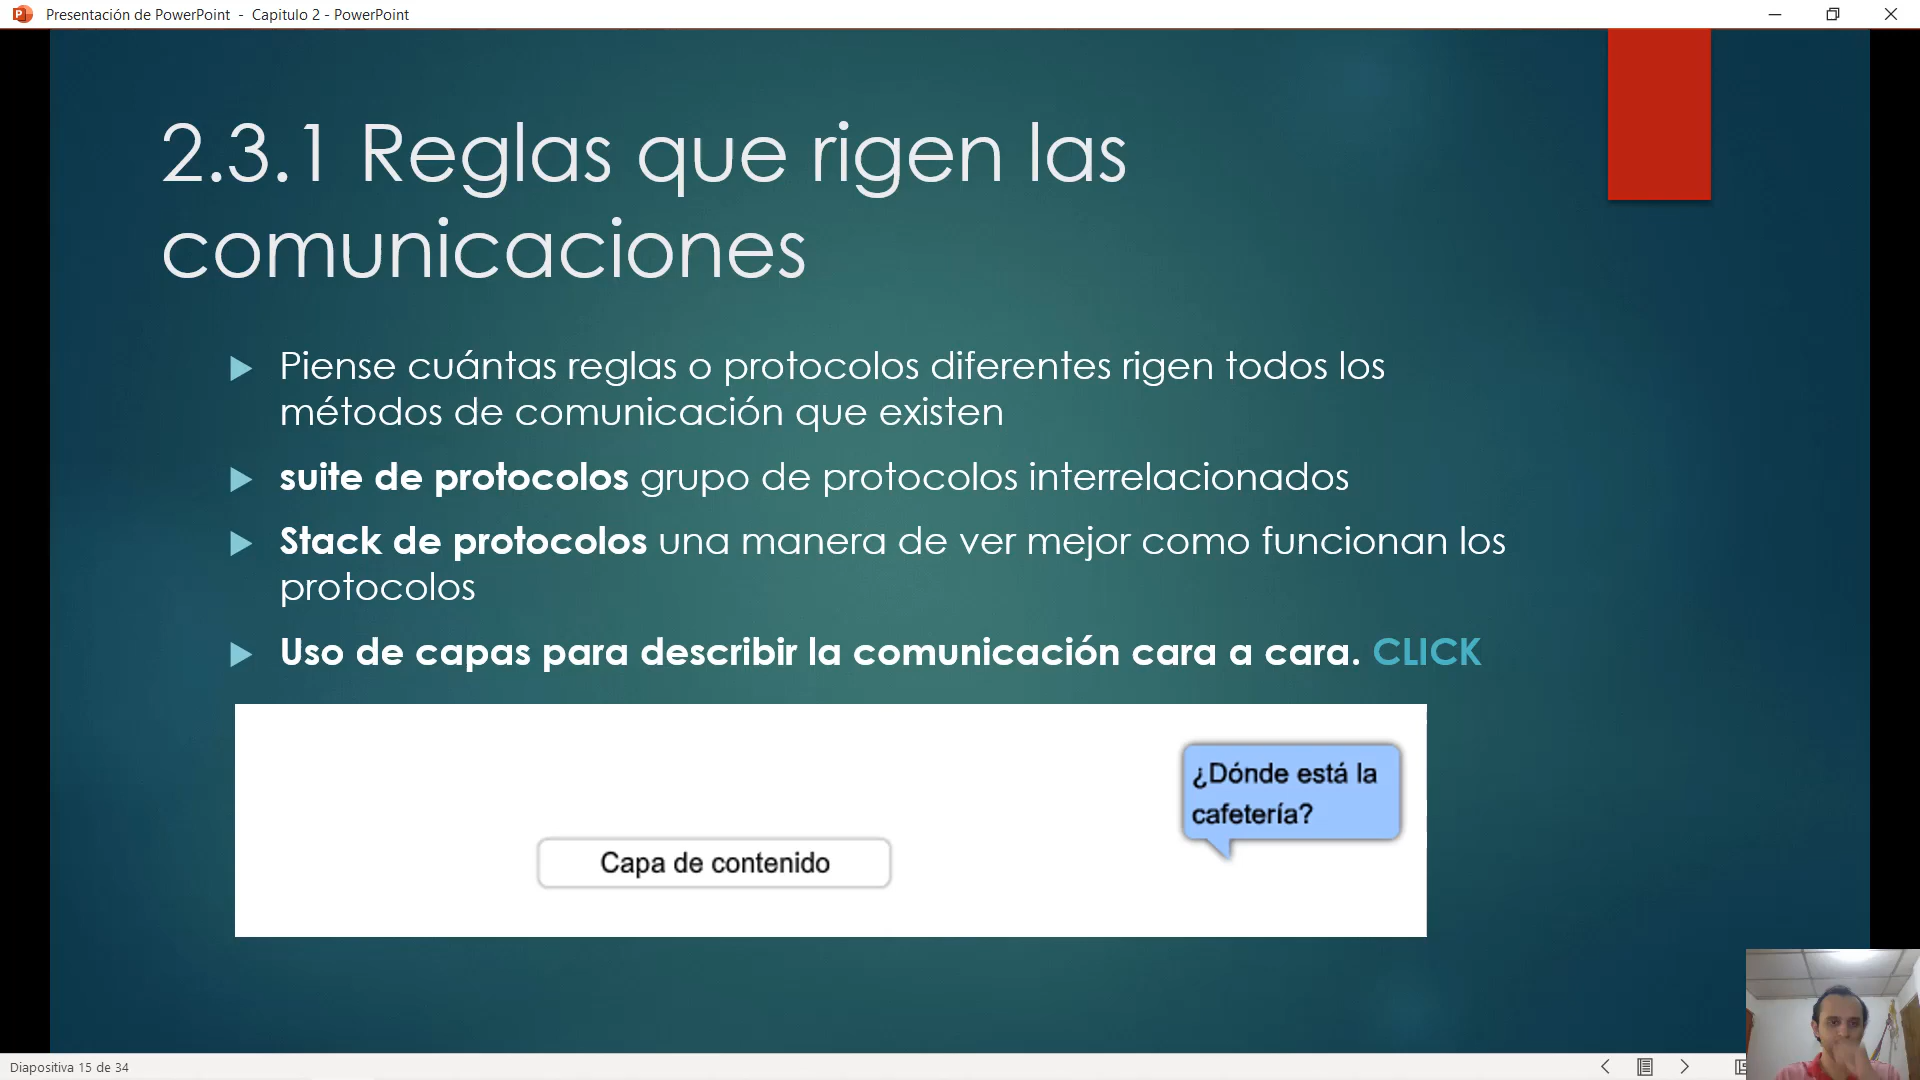 Presentación de PowerPoint - Capitulo 2 - PowerPoint
2.3.1 Reglas que rigen las
comunicaciones
Piense cuántas reglas o protocolos diferentes rigen todos los
métodos de comunicación que existen
suite de protocolos grupo de protocolos interrelacionados
Stack de protocolos una manera de ver mejor como funcionan los
protocolos
Uso de capas para describir la comunicación cara a cara. CLICK
¿Dónde está la
cafetería?
Capa de contenido
Diapositiva 15 de 34